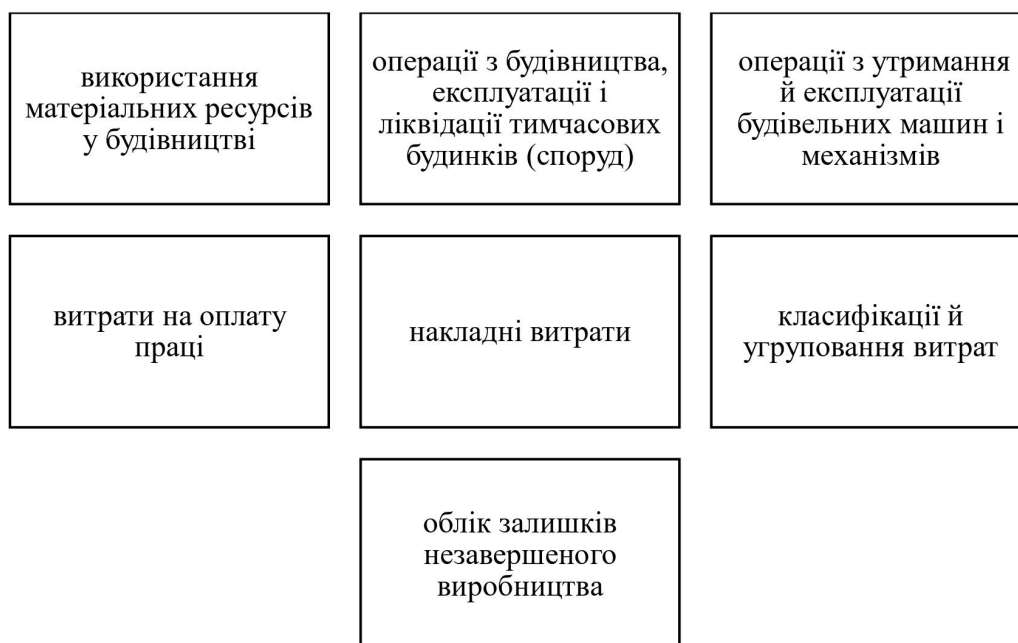 використання
матеріальних ресурсів
у будівництві
операції з будівництва,
експлуатації і
ліквідації тимчасових
будинків (споруд)
операції з утримання
й експлуатації
будівельних машин і
механізмів
витрати на оплату
праці
накладні витрати
класифікації й
угруповання витрат
облік залишків
незавершеного
виробництва